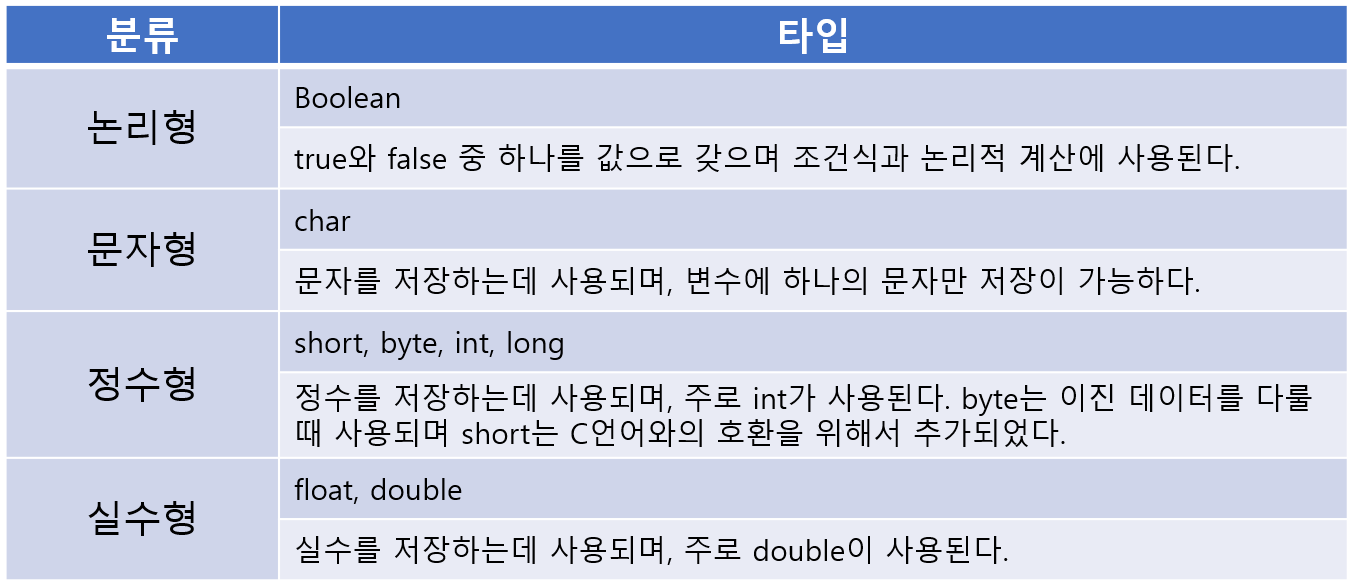 분류
타입
논리형
Boolean
true와 false 중 하나를 값으로 갖으며 조건식과 논리적 계산에 사용된다.
문자형
char
문자를 저장하는데 사용되며, 변수에 하나의 문자만 저장이 가능하다.
정수형
short, byte, int, long
정수를 저장하는데 사용되며, 주로 int가 사용된다. byte는 이진 데이터를 다룰
때 사용되며 short는 C언어와의 호환을 위해서 추가되었다.
실수형
float, double
실수를 저장하는데 사용되며, 주로 double이 사용된다.